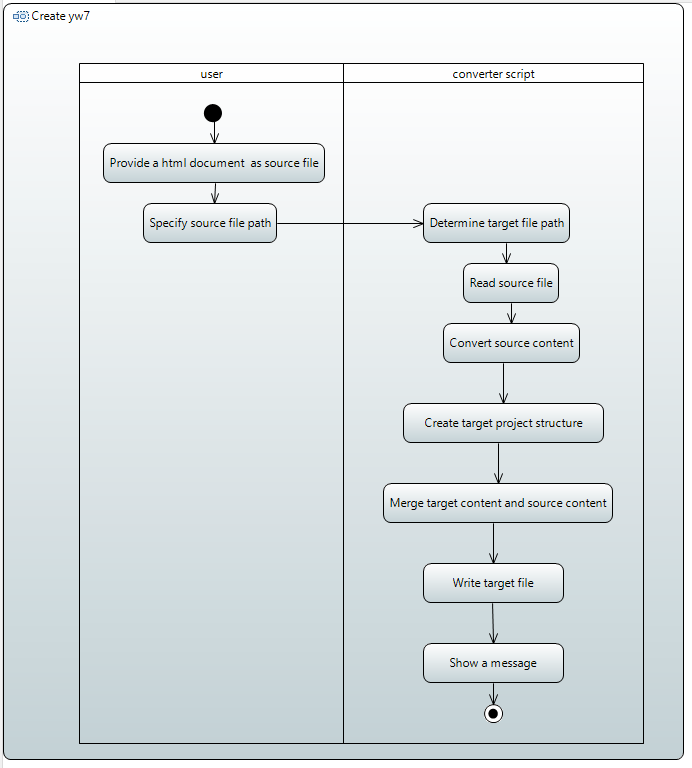 Create yw7
user
converter script
Provide a html document  as source file
Specify source file path
Determine target file path
Read source file
Convert source content
Create target project structure
Merge target content and source content
Write target file
Show a message